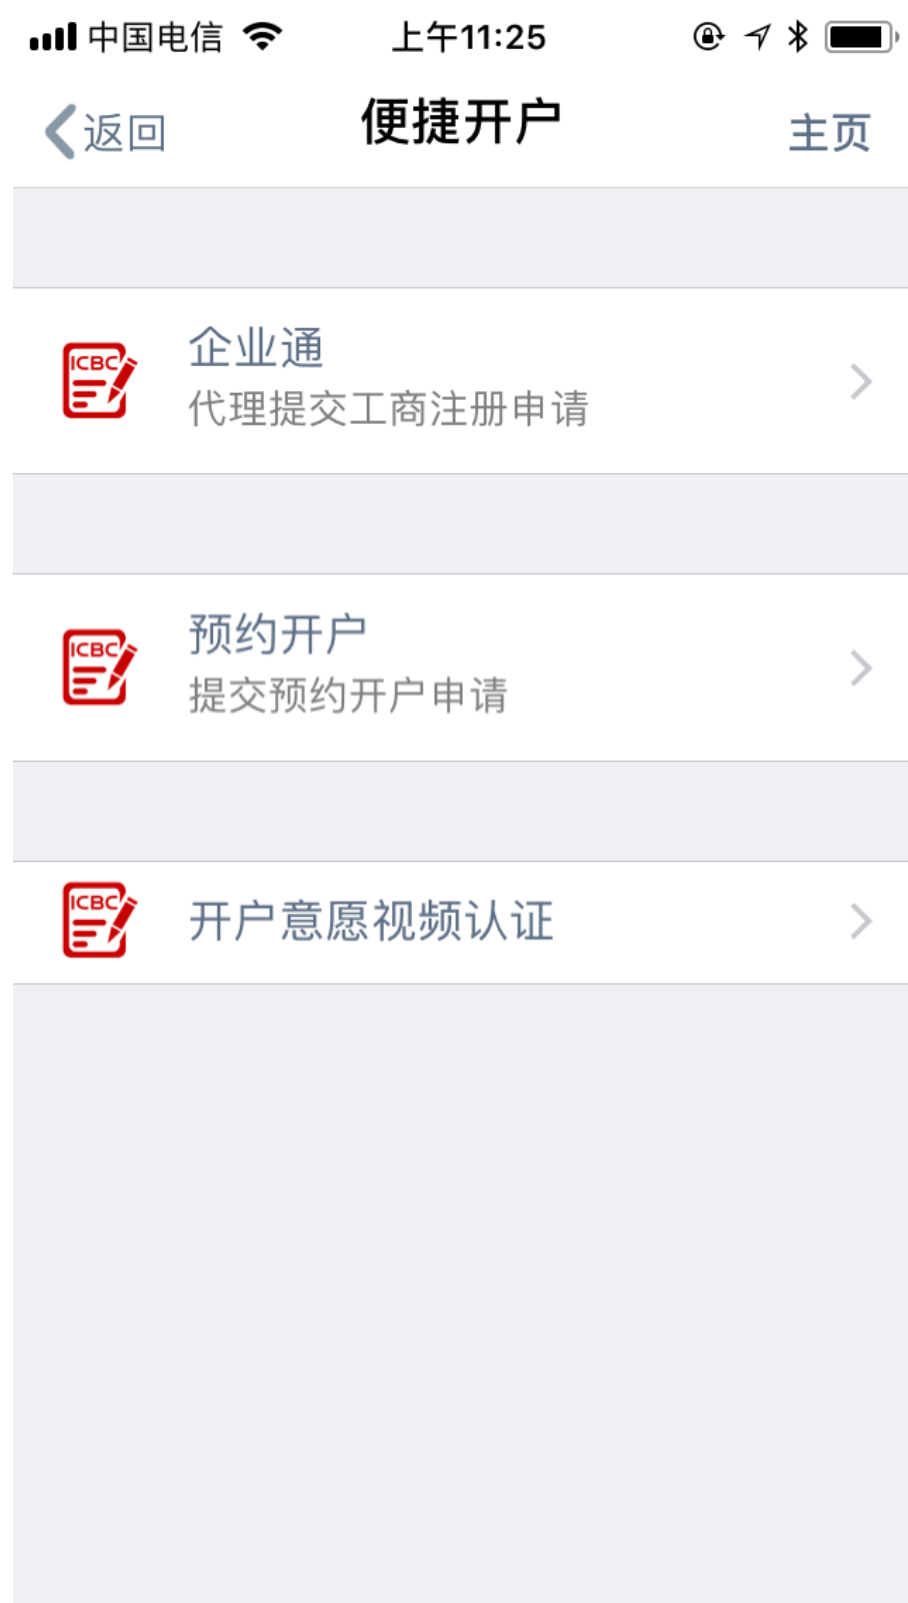 中国电信 上午11:25
返回 便捷开户 主页
ICBC 企业通
代理提交工商注册申请
ICBC 预约开户
提交预约开户申请
ICBC 开户意愿视频认证